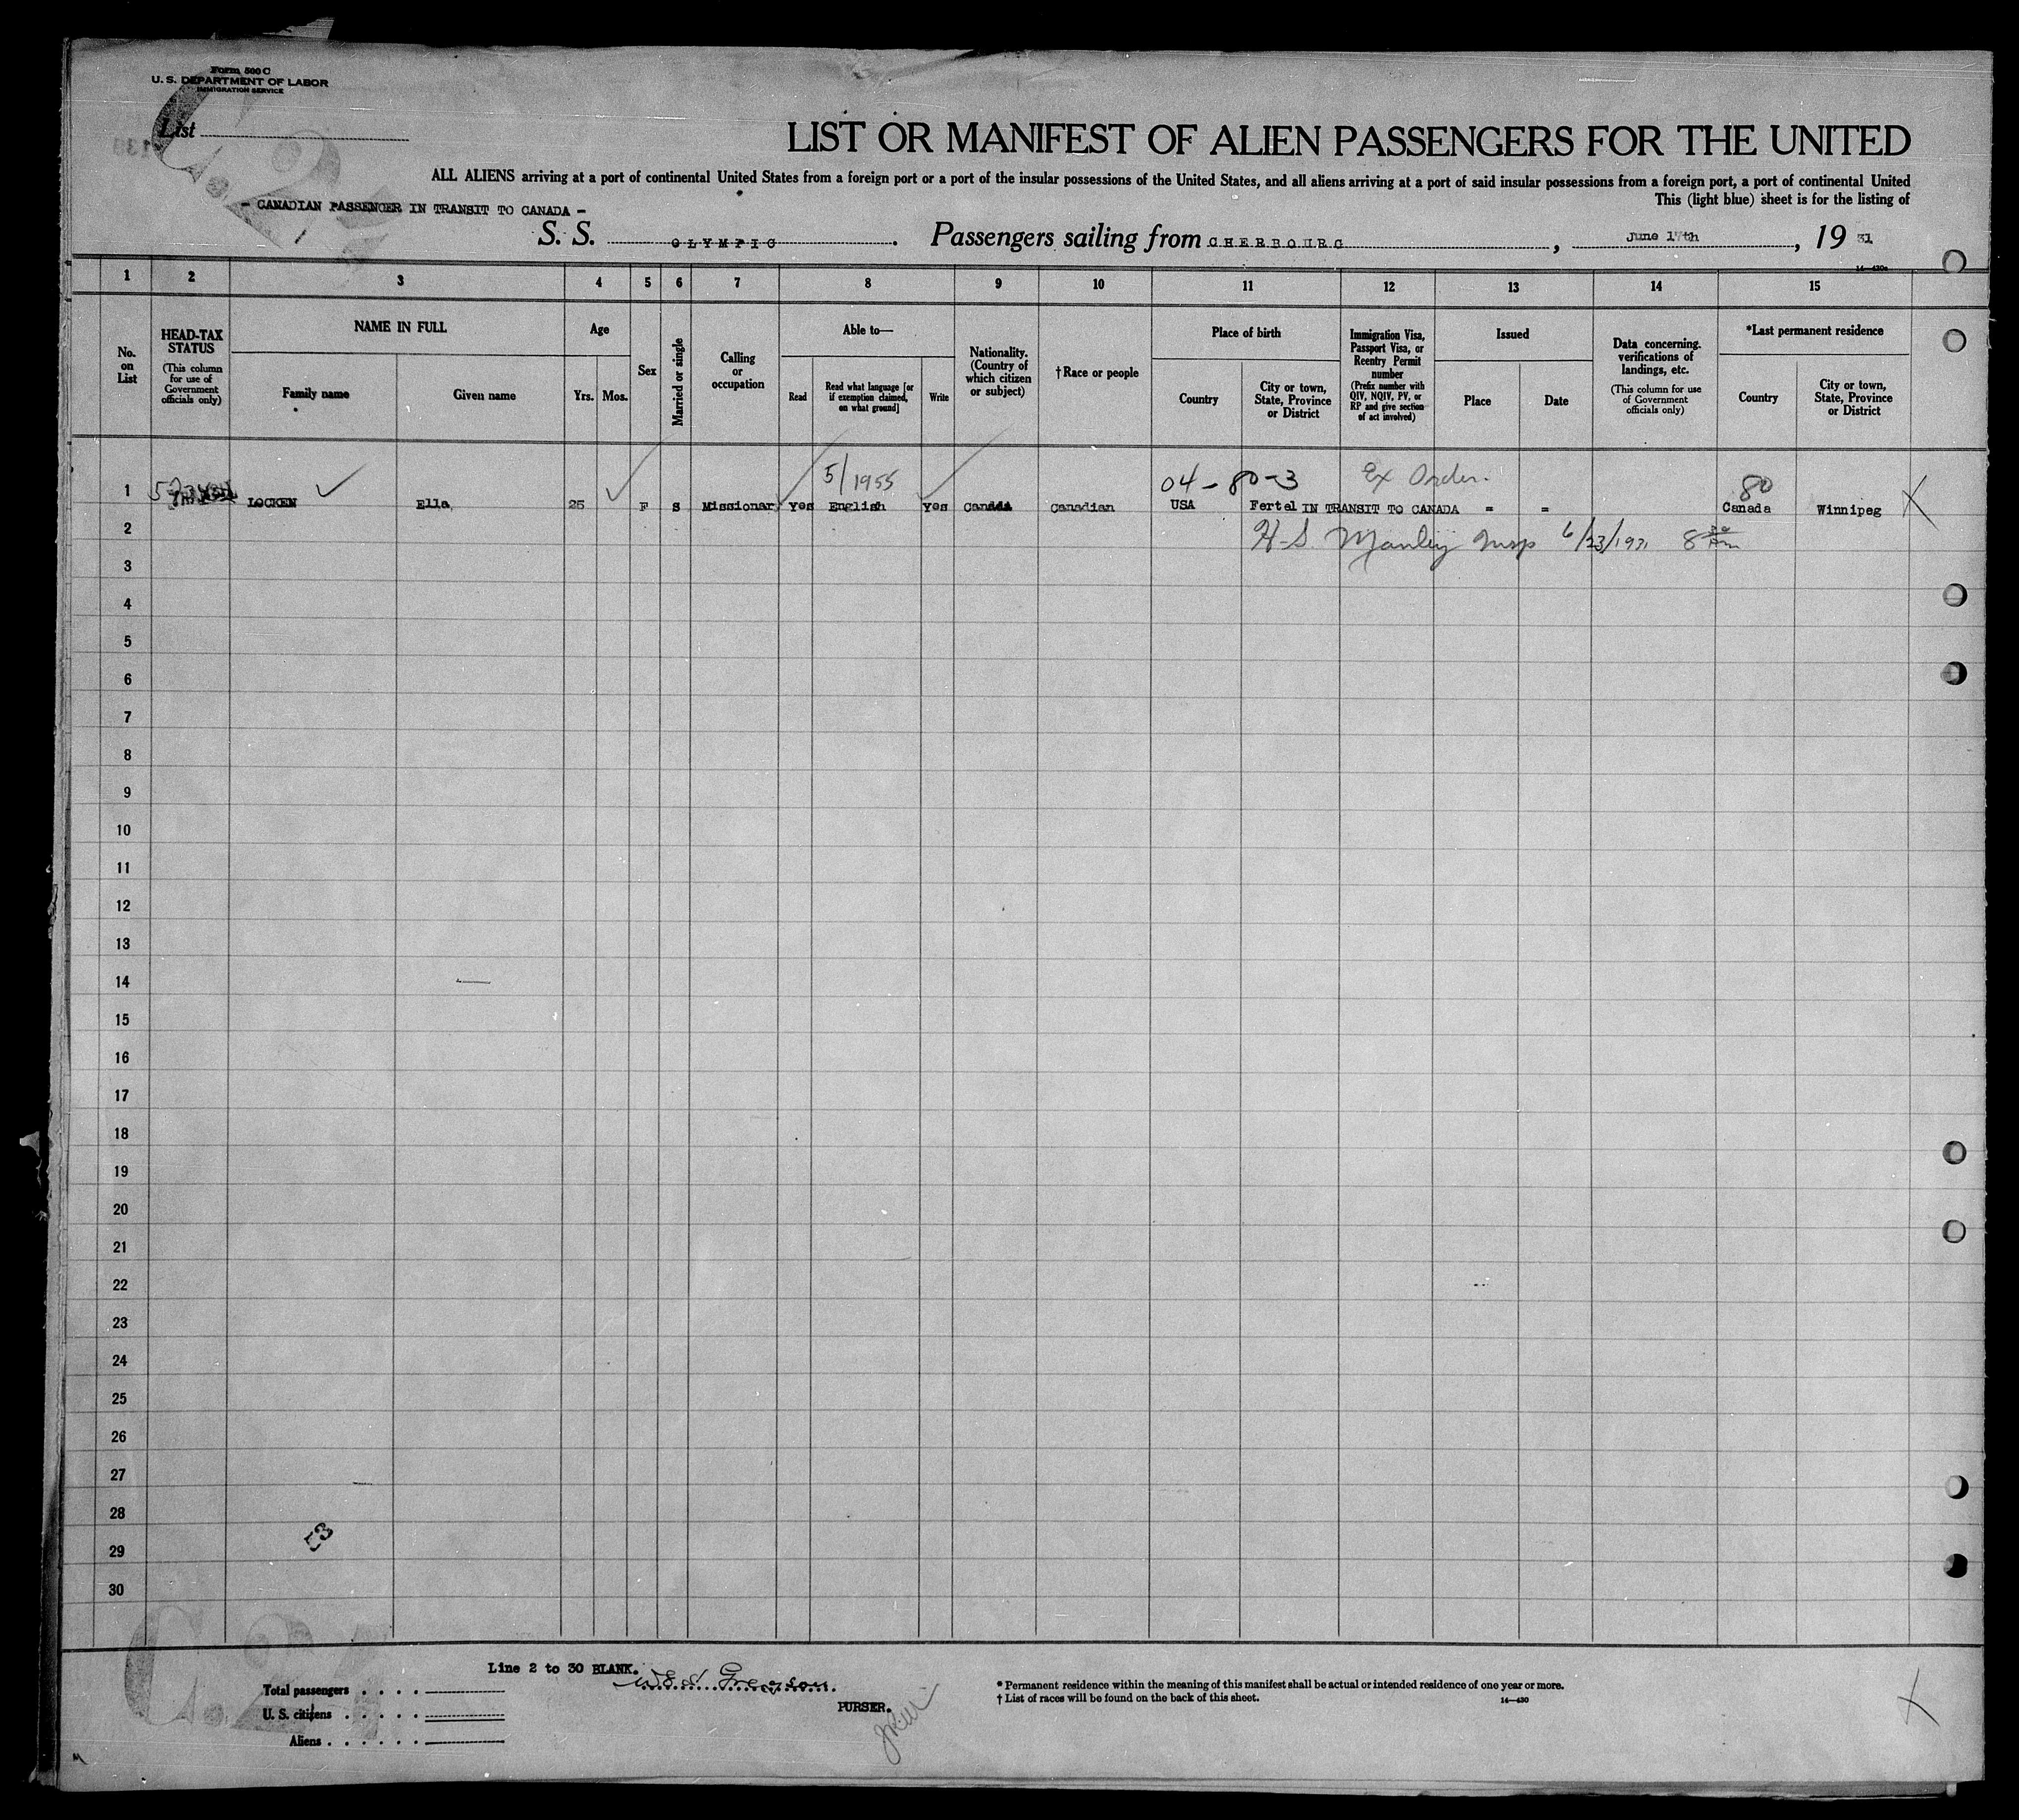 Form 500 C
U. S. DEPARTMENT OF LABOR
IMMIGRATION SERVICE
List
LIST OR MANIFEST OF ALIEN PASSENGERS FOR THE UNITED
ALL ALIENS arriving at a port of continental United States from a foreign port or a port of the insular possessions of the United States, and all aliens arriving at a port of said insular possessions from a foreign port, a port of continental United
This (light blue) sheet is for the listing of
- CANADIAN PASSENGER IN TRANSIT TO CANADA -
S. S. OLYMPIC. Passengers sailing from CHERBOURG, June 17th, 19 31
14—430a
1 2 3 4 5 6 7 8 9 10 11 12 13 14 15
No. on List
HEAD-TAX STATUS
(This column for use of Government officials only)
NAME IN FULL
Family name
Given name
Age
Yrs. Mos.
Sex
Married or single
Calling or occupation
Able to—
Read
Read what language [or if exemption claimed, on what ground]
Write
Nationality. (Country of which citizen or subject)
†Race or people
Place of birth
Country
City or town, State, Province or District
Immigration Visa, Passport Visa, or Reentry Permit number
(Prefix number with QIV, NQIV, PV, or RP and give section of act involved)
Issued
Place
Date
Data concerning verifications of landings, etc.
(This column for use of Government officials only)
*Last permanent residence
Country
City or town, State, Province or District
5/1955 04-80-3 Ex Order. 80
1 LOCKEN Ella 25 F S Missionar Yes English Yes Canada Canadian USA Fertel IN TRANSIT TO CANADA = = Canada Winnipeg X
2 H. S. Manley Insp 6/23/1931 8 30 Pm
3
4
5
6
7
8
9
10
11
12
13
14
15
16
17
18
19
20
21
22
23
24
25
26
27
28
53
29
30
Line 2 to 30 BLANK.
Total passengers
U. S. citizens
Aliens
PURSER.
* Permanent residence within the meaning of this manifest shall be actual or intended residence of one year or more.
† List of races will be found on the back of this sheet.
14—430
X